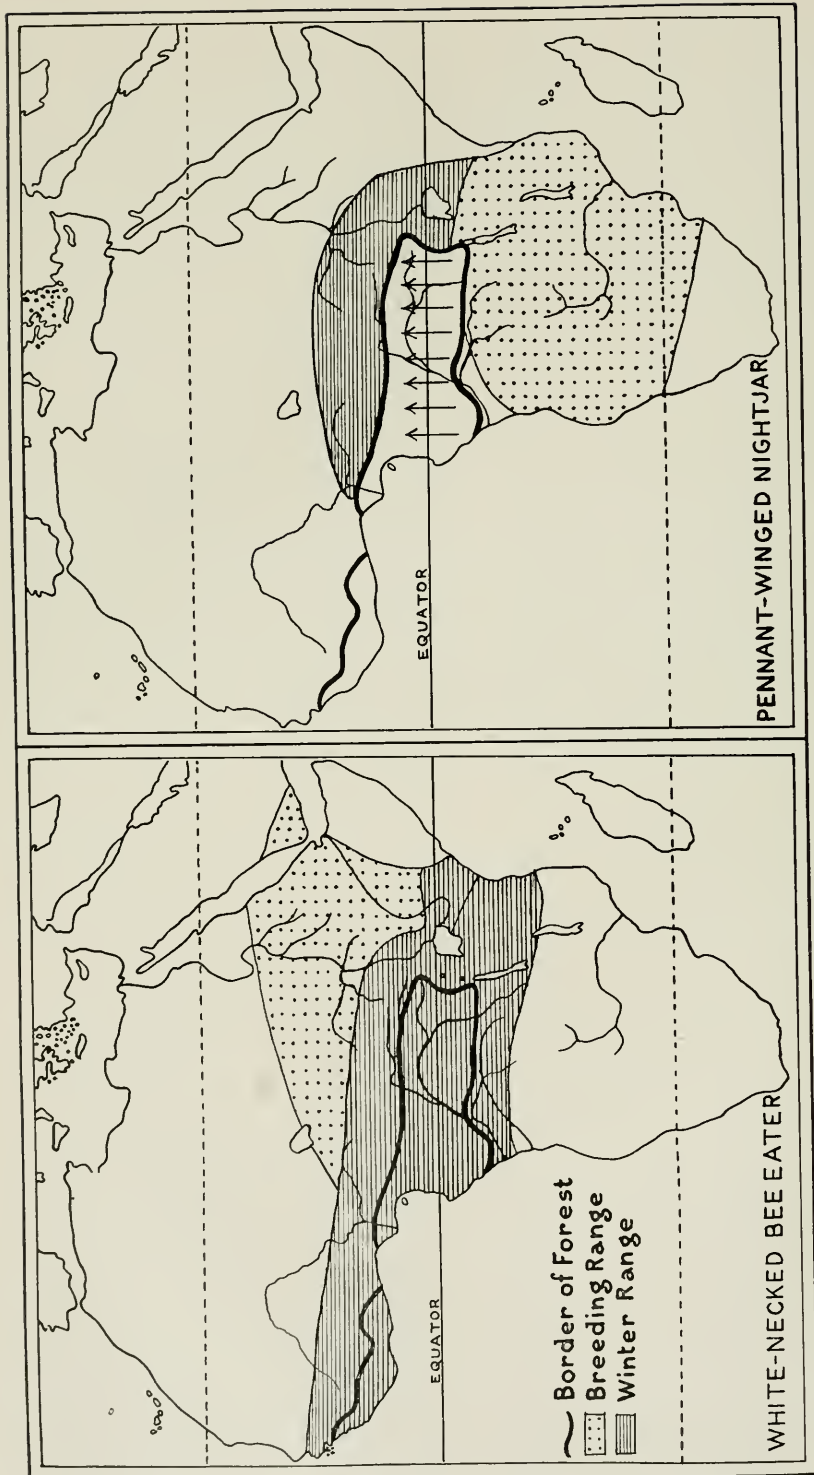 EQUATOR
Border of Forest
Breeding Range
Winter Range
WHITE-NECKED BEE EATER
EQUATOR
PENNANT-WINGED NIGHTJAR